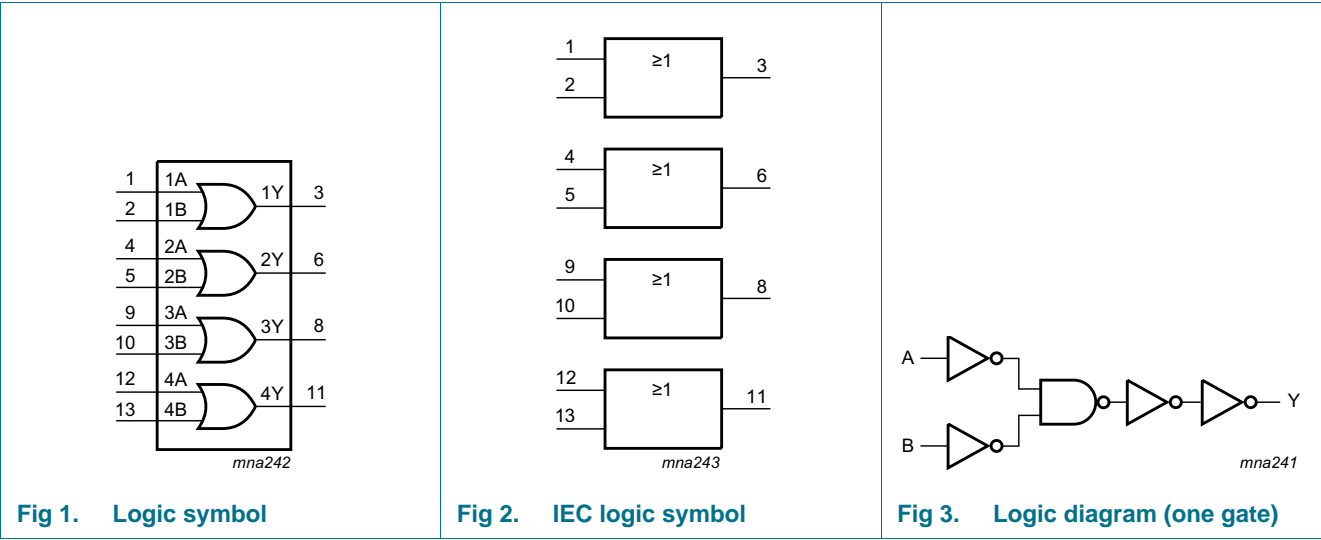 1 1A 1Y 3
2 1B
4 2A 2Y 6
5 2B
9 3A 3Y 8
10 3B
12 4A 4Y 11
13 4B
mna242
Fig 1. Logic symbol
1 ≥1 3
2
4 ≥1 6
5
9 ≥1 8
10
12 ≥1 11
13
mna243
Fig 2. IEC logic symbol
A
Y
B
mna241
Fig 3. Logic diagram (one gate)